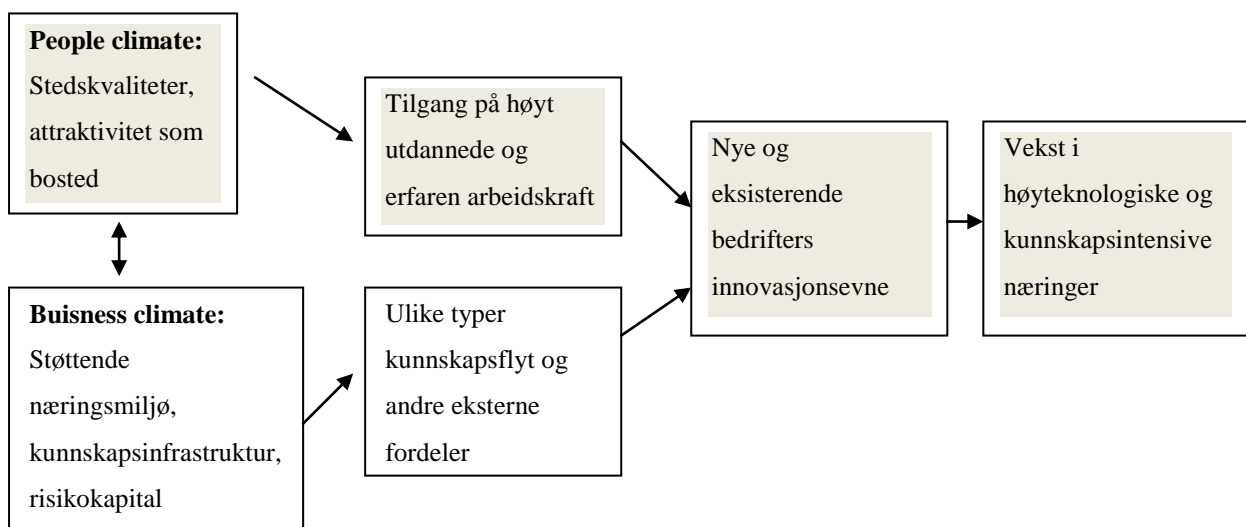 People climate:
Stedskvaliteter,
attraktivitet som
bosted
Buisness climate:
Støttende
næringsmiljø,
kunnskapsinfrastruktur,
risikokapital
Tilgang på høyt
utdannede og
erfaren arbeidskraft
Ulike typer
kunnskapsflyt og
andre eksterne
fordeler
Nye og
eksisterende
bedrifters
innovasjonsevne
Vekst i
høyteknologiske og
kunnskapsintensive
næringer